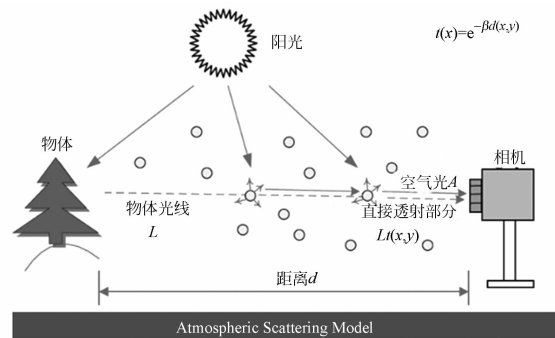 阳光
t(x)=e^{-βd(x,y)}
物体
相机
空气光A
物体光线
L
直接透射部分
Lt(x,y)
距离d
Atmospheric Scattering Model